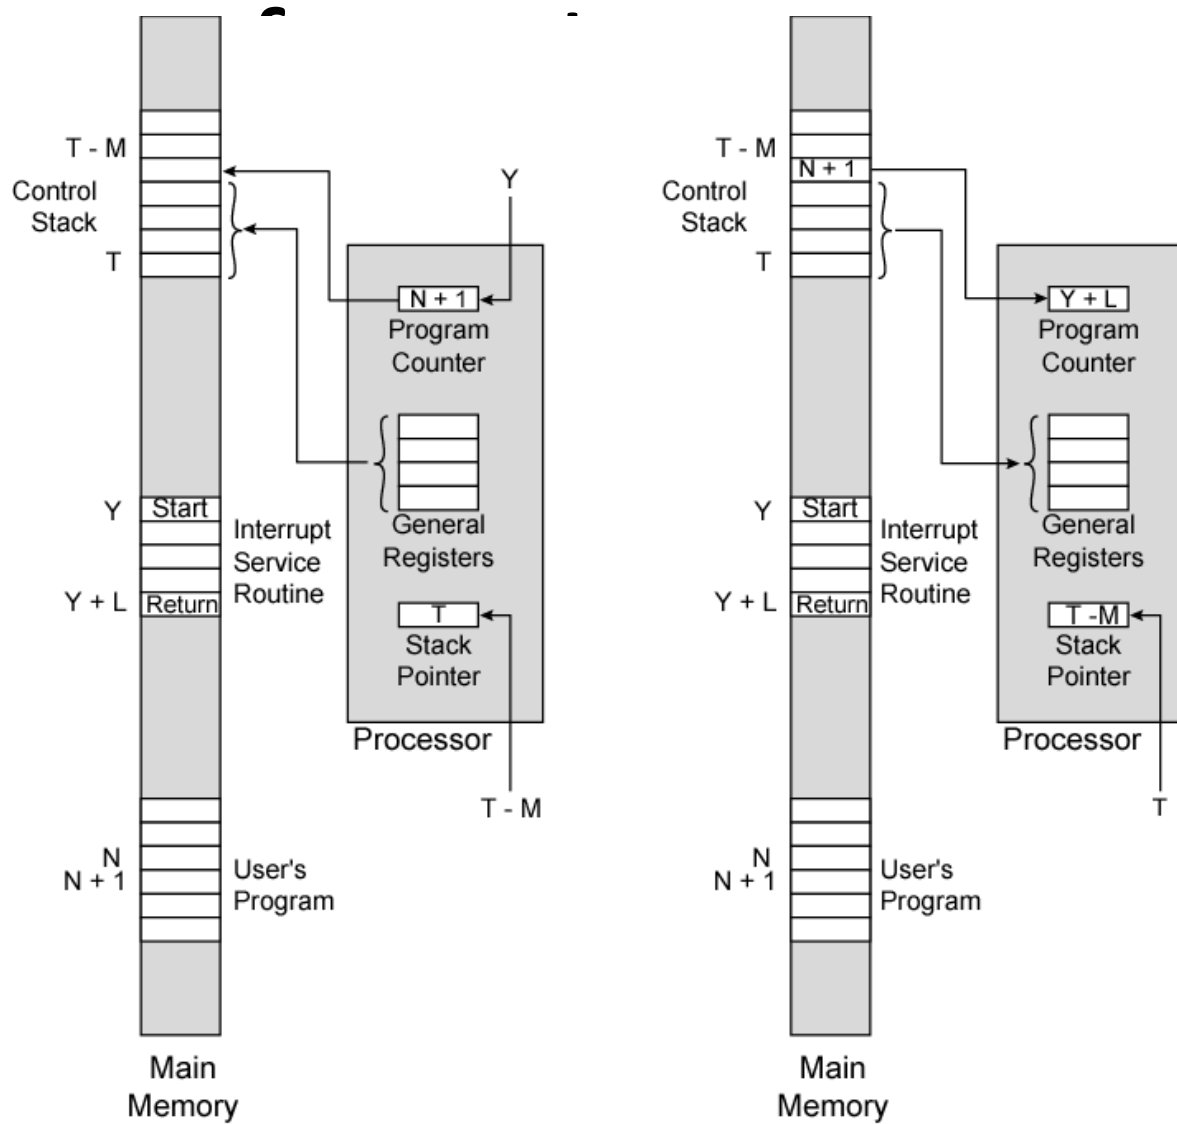 T - M
Control
Stack
T
Y
N + 1
Program
Counter
General
Registers
T
Stack
Pointer
Processor
T - M
Y
Start
Interrupt
Service
Routine
Y + L
Return
N
N + 1
User's
Program
Main
Memory
T - M
N + 1
Control
Stack
T
Y + L
Program
Counter
General
Registers
T -M
Stack
Pointer
Processor
T
Y
Start
Interrupt
Service
Routine
Y + L
Return
N
N + 1
User's
Program
Main
Memory